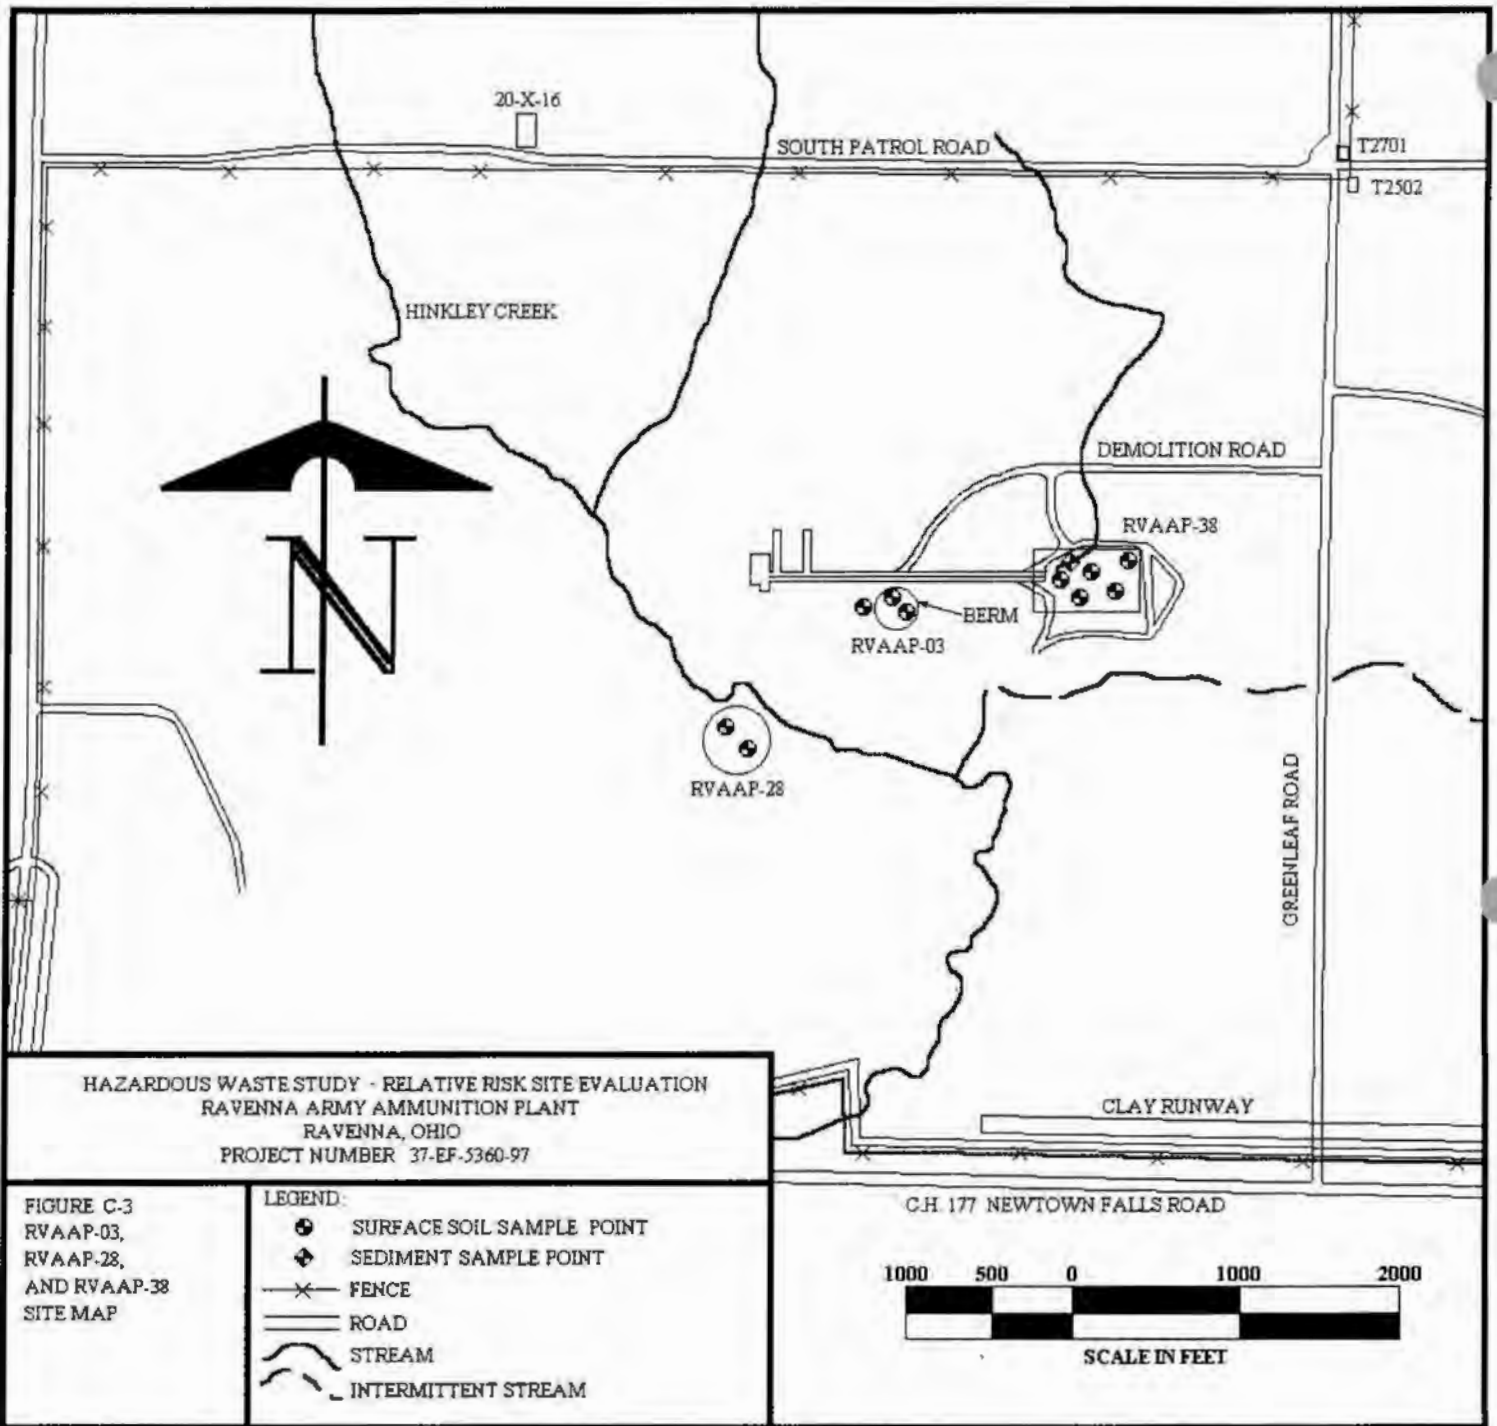 20-X-16
SOUTH PATROL ROAD
T2701
T2502
HINKLEY CREEK
DEMOLITION ROAD
N
RVAAP-38
BERM
RVAAP-03
RVAAP-28
GREENLEAF ROAD
CLAY RUNWAY
C.H. 177 NEWTOWN FALLS ROAD
HAZARDOUS WASTE STUDY - RELATIVE RISK SITE EVALUATION
RAVENNA ARMY AMMUNITION PLANT
RAVENNA, OHIO
PROJECT NUMBER 37-EF-5360-97
FIGURE C-3
RVAAP-03,
RVAAP-28,
AND RVAAP-38
SITE MAP
LEGEND:
SURFACE SOIL SAMPLE POINT
SEDIMENT SAMPLE POINT
FENCE
ROAD
STREAM
INTERMITTENT STREAM
1000 500 0 1000 2000
SCALE IN FEET